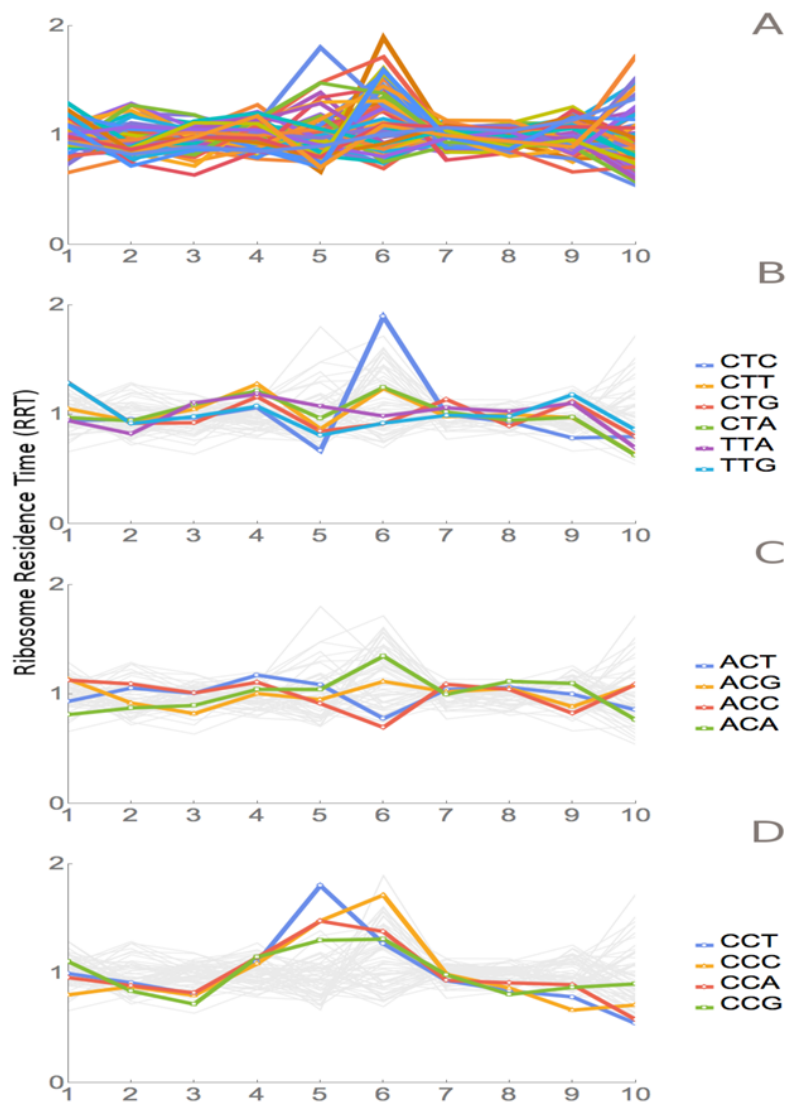 A
2
1
0
1 2 3 4 5 6 7 8 9 10
B
2
1
0
1 2 3 4 5 6 7 8 9 10
CTC
CTT
CTG
CTA
TTA
TTG
Ribosome Residence Time (RRT)
C
2
1
0
1 2 3 4 5 6 7 8 9 10
ACT
ACG
ACC
ACA
D
2
1
0
1 2 3 4 5 6 7 8 9 10
CCT
CCC
CCA
CCG